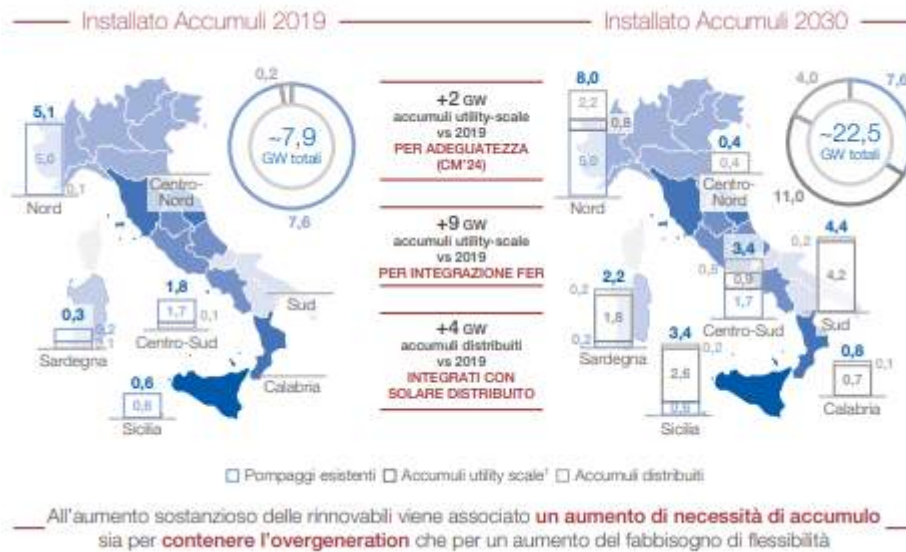 Installato Accumuli 2019
Installato Accumuli 2030
5,1
5,0
0,1
Nord
0,2
~7,9
GW totali
7,6
Centro-
Nord
0,3
0,2
0,1
Sardegna
1,8
1,7
0,1
Centro-Sud
Sud
Calabria
0,6
0,6
Sicilia
+2 GW
accumuli utility-scale
vs 2019
PER ADEGUATEZZA
(CM'24)
+9 GW
accumuli utility-scale
vs 2019
PER INTEGRAZIONE FER
+4 GW
accumuli distribuiti
vs 2019
INTEGRATI CON
SOLARE DISTRIBUITO
8,0
2,2
0,8
5,0
Nord
4,0
7,6
~22,5
GW totali
11,0
0,4
0,4
Centro-
Nord
3,4
0,9
1,7
Centro-Sud
4,4
0,2
4,2
Sud
2,2
0,2
1,8
0,2
Sardegna
3,4
0,2
2,6
0,6
Sicilia
0,8
0,1
0,7
Calabria
Pompaggi esistenti Accumuli utility scale¹ Accumuli distribuiti
All'aumento sostanzioso delle rinnovabili viene associato un aumento di necessità di accumulo
sia per contenere l'overgeneration che per un aumento del fabbisogno di flessibilità